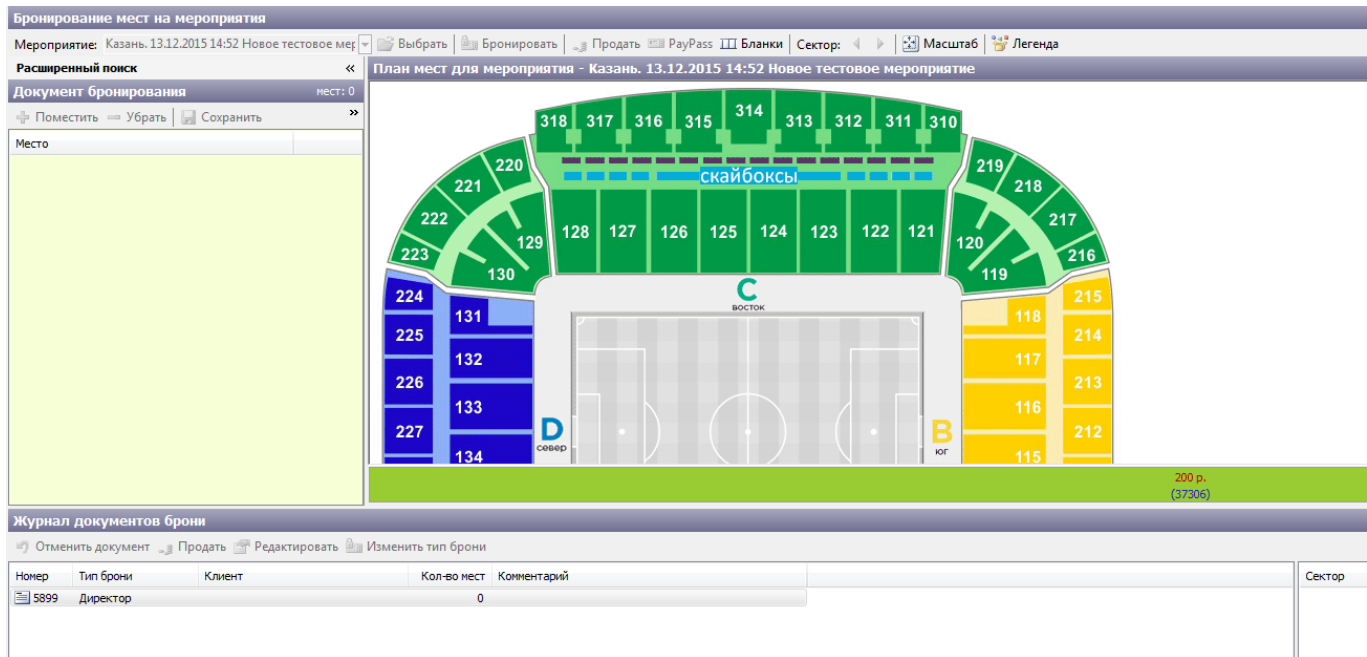 Бронирование мест на мероприятия
Мероприятие: Казань. 13.12.2015 14:52 Новое тестовое мер Выбрать Бронировать Продать PayPass Бланки Сектор: Масштаб Легенда
Расширенный поиск «
План мест для мероприятия - Казань. 13.12.2015 14:52 Новое тестовое мероприятие
Документ бронирования мест: 0
Поместить Убрать Сохранить »
Место
318 317 316 315 314 313 312 311 310
скайбоксы
220 219
221 218
222 217
223 216
129 128 127 126 125 124 123 122 121 120
130 119
C
восток
224 215
131 118
225 214
132 117
226 213
133 116
227 212
D
север
B
юг
134 115
200 р.
(37306)
Журнал документов брони
Отменить документ Продать Редактировать Изменить тип брони
Номер Тип брони Клиент Кол-во мест Комментарий Сектор
5899 Директор 0